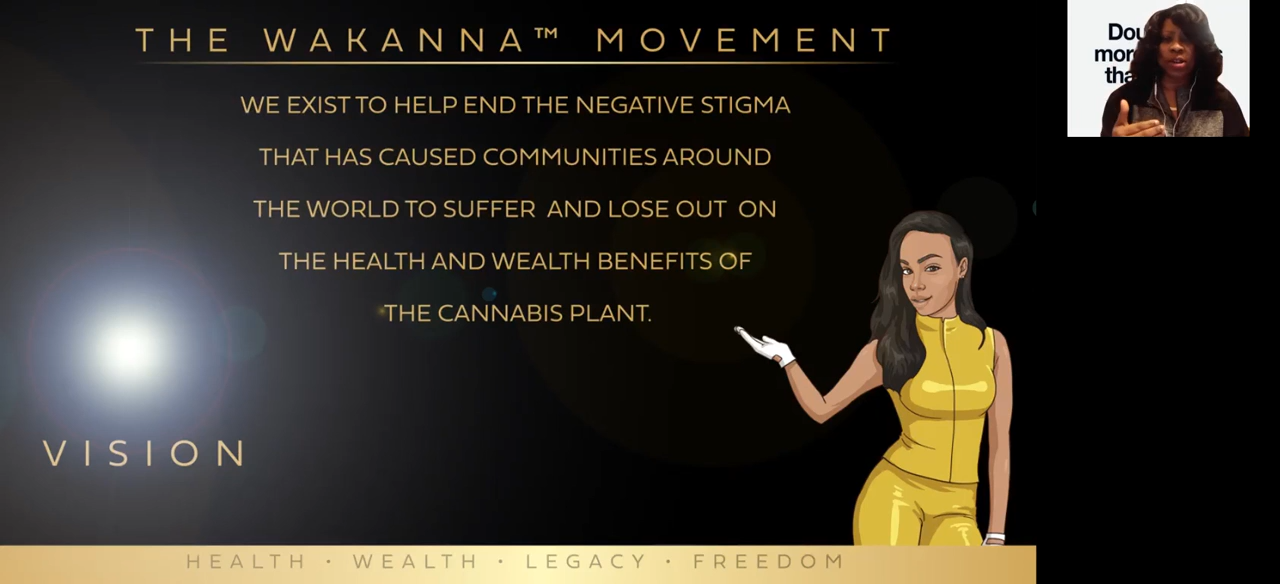 THE WAKANNA™ MOVEMENT
WE EXIST TO HELP END THE NEGATIVE STIGMA
THAT HAS CAUSED COMMUNITIES AROUND
THE WORLD TO SUFFER AND LOSE OUT ON
THE HEALTH AND WEALTH BENEFITS OF
THE CANNABIS PLANT.
VISION
HEALTH · WEALTH · LEGACY · FREEDOM